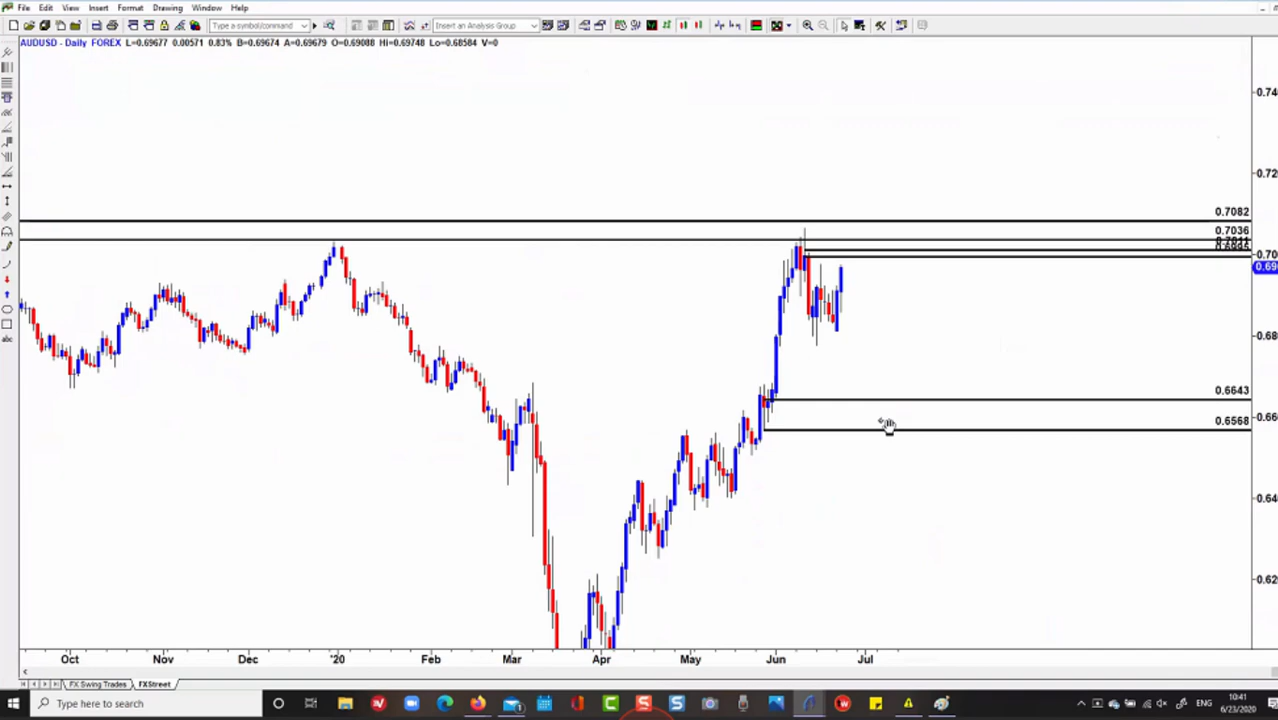 File Edit View Insert Format Drawing Window Help
Type a symbol/command Insert an Analysis Group
AUDUSD - Daily FOREX L=0.69677 0.00571 0.83% B=0.69674 A=0.69679 O=0.69088 Hi=0.69748 Lo=0.68584 V=0
0.74
0.72
0.7082
0.7036
0.70
0.69
0.68
0.6643
0.6568
0.64
0.62
abc
Oct Nov Dec '20 Feb Mar Apr May Jun Jul
FX Swing Trades FXStreet
Type here to search
10:41
6/23/2020